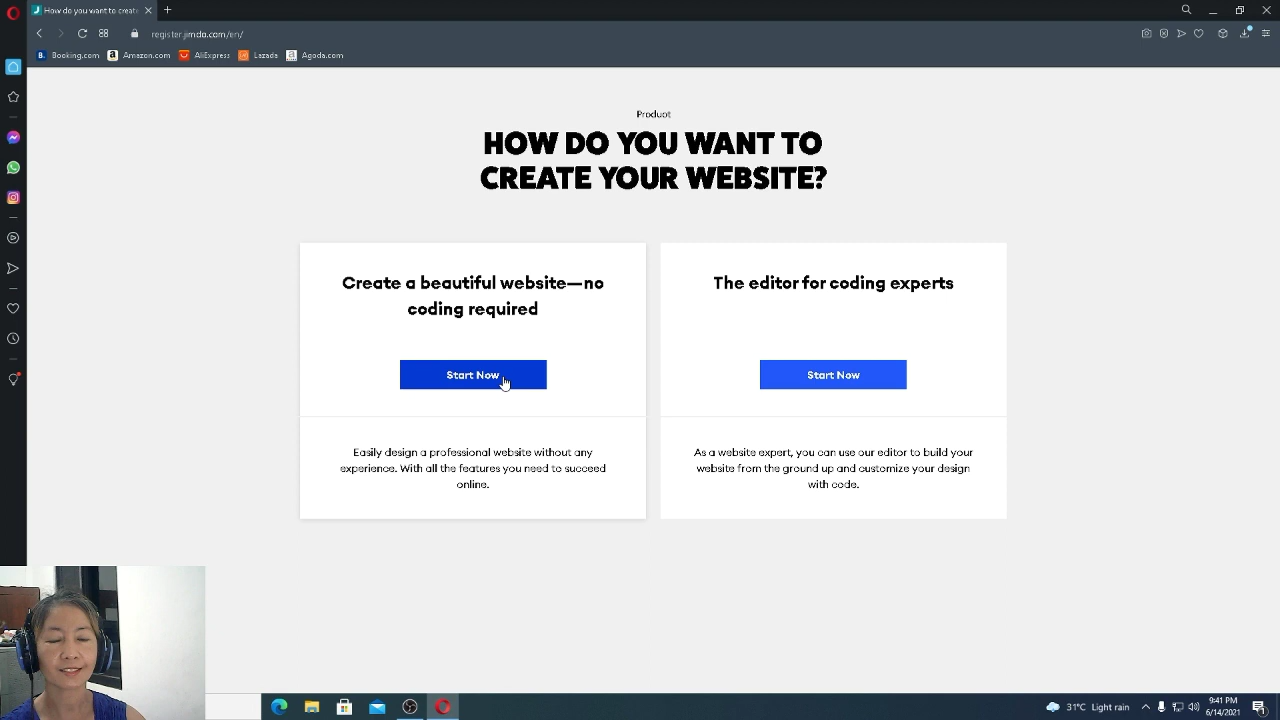 How do you want to creat
register.jimdo.com/en/
Booking.com
Amazon.com
AliExpress
Lazada
Agoda.com
Product
HOW DO YOU WANT TO
CREATE YOUR WEBSITE?
Create a beautiful website—no
coding required
Start Now
Easily design a professional website without any
experience. With all the features you need to succeed
online.
The editor for coding experts
Start Now
As a website expert, you can use our editor to build your
website from the ground up and customize your design
with code.
31°C Light rain
9:41 PM
6/14/2021